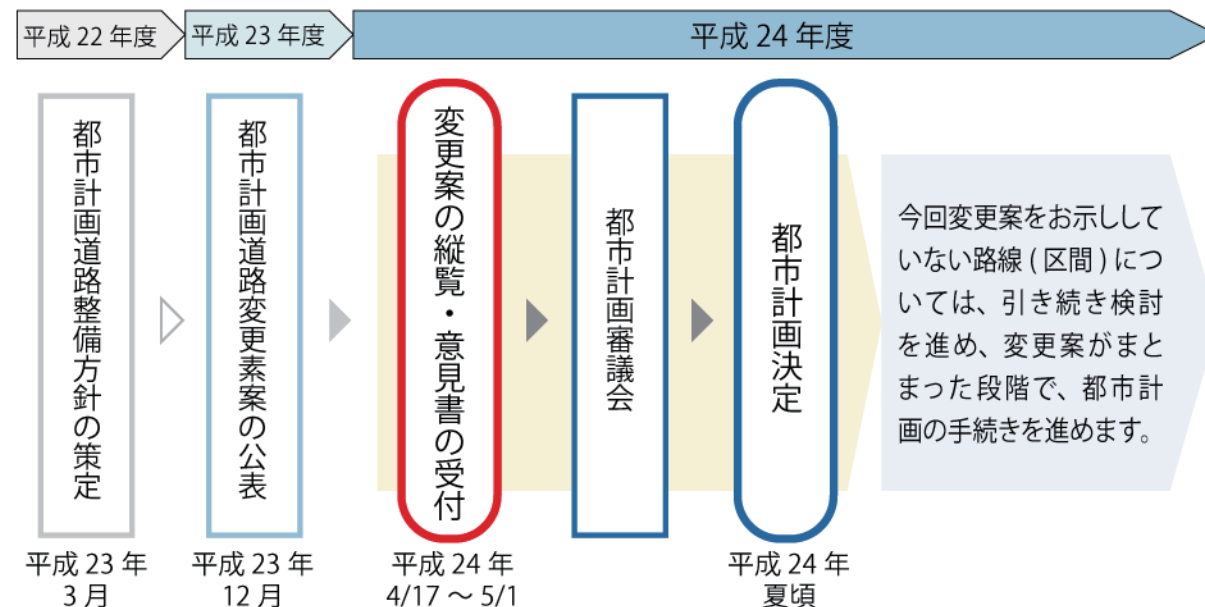 平成 22 年度
平成 23 年度
平成 24 年度
都市計画道路整備方針の策定
都市計画道路変更素案の公表
変更案の縦覧・意見書の受付
都市計画審議会
都市計画決定
今回変更案をお示しして
いない路線 ( 区間 ) につ
いては、引き続き検討
を進め、変更案がまと
まった段階で、都市計
画の手続きを進めます。
平成 23 年
3 月
平成 23 年
12 月
平成 24 年
4/17 ～ 5/1
平成 24 年
夏頃